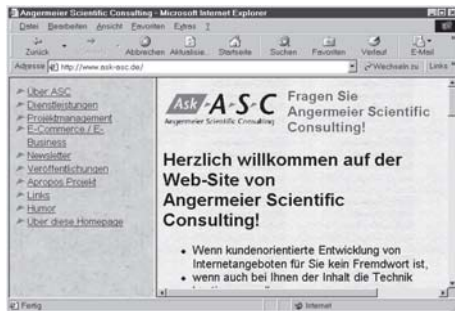 Angermeier Scientific Consulting - Microsoft Internet Explorer
Datei Bearbeiten Ansicht Favoriten Extras ?
Zurück Abbrechen Aktualisie... Startseite Suchen Favoriten Verlauf E-Mail
Adresse http://www.ask-asc.de/ Wechseln zu Links »
Über ASC
Dienstleistungen
Projektmanagement
E-Commerce / E-
Business
Newsletter
Veröffentlichungen
Apropos Projekt
Links
Humor
Über diese Homepage
Ask -A-S-C
Angermeier Scientific Consulting
Fragen Sie
Angermeier Scientific
Consulting!
Herzlich willkommen auf der
Web-Site von
Angermeier Scientific
Consulting!
• Wenn kundenorientierte Entwicklung von
Internetangeboten für Sie kein Fremdwort ist,
• wenn auch bei Ihnen der Inhalt die Technik
Fertig Internet